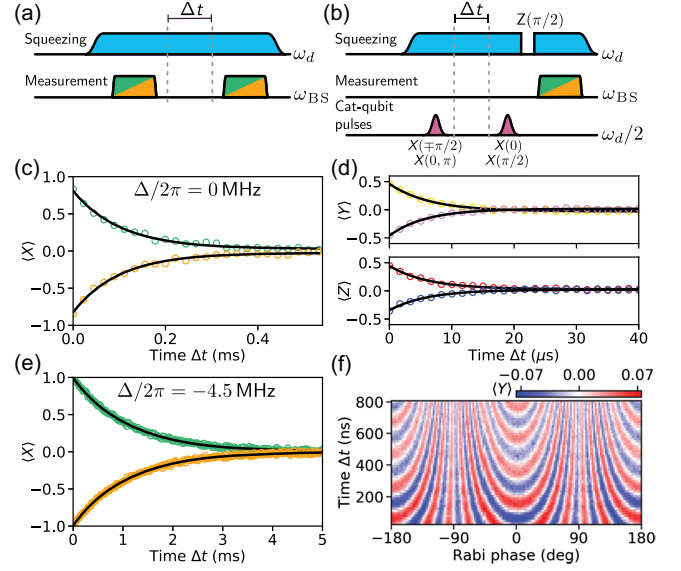 (a)
Δt
Squeezing
ω_d
Measurement
ω_BS
(b)
Δt
Z(π/2)
Squeezing
ω_d
Measurement
ω_BS
Cat-qubit
pulses
ω_d/2
X(∓π/2)
X(0, π)
X(0)
X(π/2)
(c)
Δ/2π = 0 MHz
⟨X⟩
1.0
0.5
0.0
−0.5
−1.0
0.0 0.2 0.4
Time Δt (ms)
(d)
⟨Y⟩
0.5
0.0
−0.5
⟨Z⟩
0.5
0.0
−0.5
0 10 20 30 40
Time Δt (μs)
(e)
Δ/2π = −4.5 MHz
⟨X⟩
1.0
0.5
0.0
−0.5
−1.0
0 1 2 3 4 5
Time Δt (ms)
(f)
−0.07 0.00 0.07
⟨Y⟩
Time Δt (ns)
800
600
400
200
−180 −90 0 90 180
Rabi phase (deg)